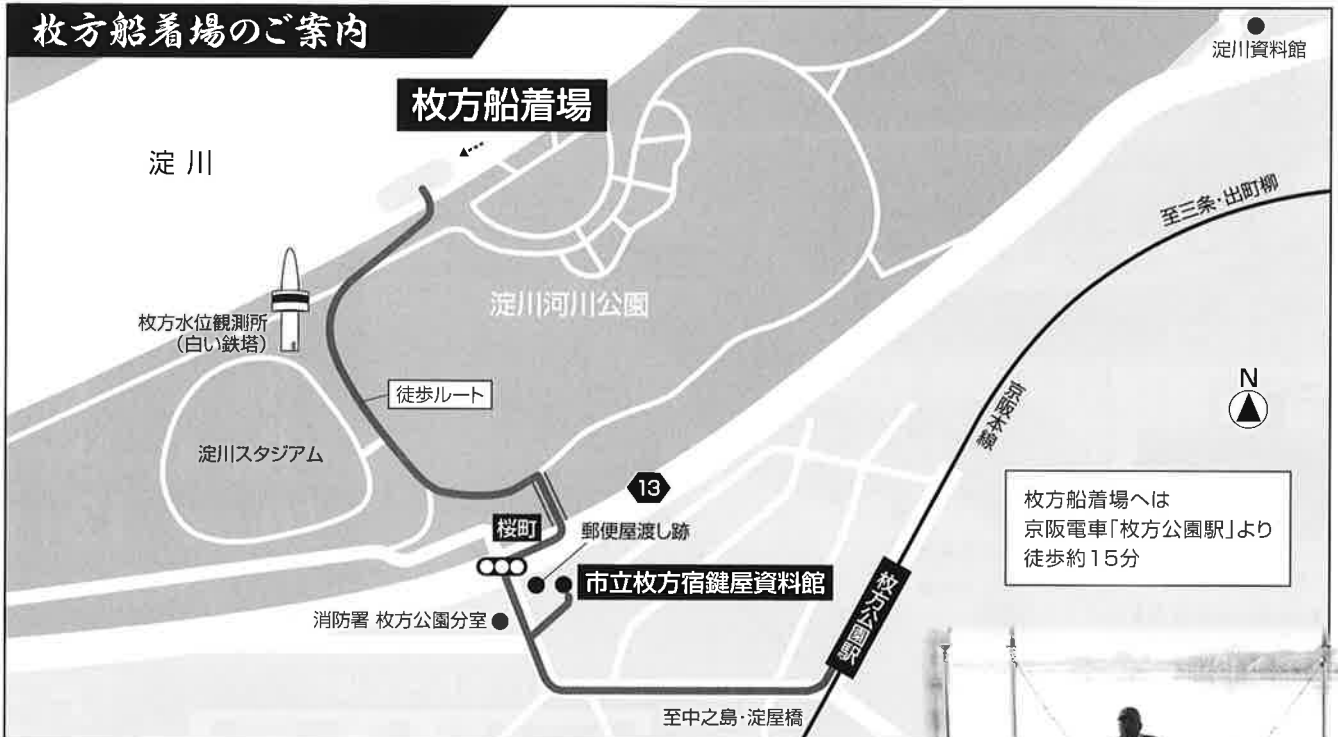 枚方船着場のご案内
淀川資料館
枚方船着場
淀川
至三条・出町柳
淀川河川公園
枚方水位観測所
(白い鉄塔)
徒歩ルート
京阪本線
N
淀川スタジアム
13
枚方船着場へは
京阪電車「枚方公園駅」より
徒歩約15分
桜町
郵便屋渡し跡
市立枚方宿鍵屋資料館
枚方公園駅
消防署 枚方公園分室
至中之島・淀屋橋